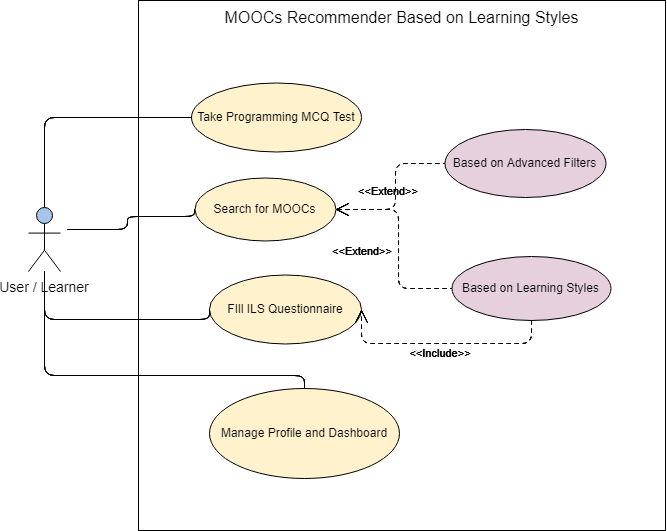 MOOCs Recommender Based on Learning Styles
Take Programming MCQ Test
Based on Advanced Filters
<<Extend>>
Search for MOOCs
<<Extend>>
User / Learner
Based on Learning Styles
FIll ILS Questionnaire
<<Include>>
Manage Profile and Dashboard